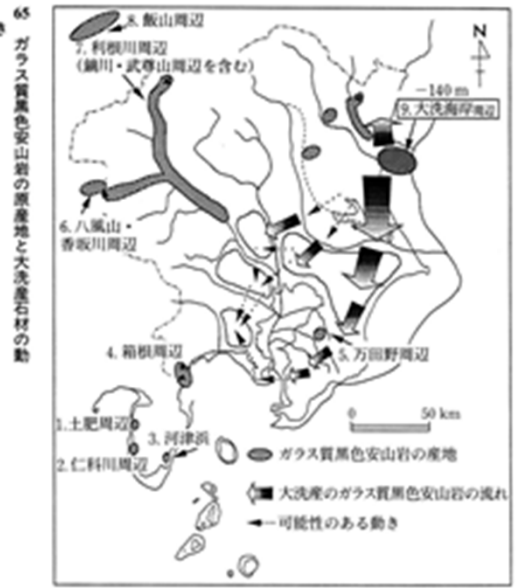 65 ガラス質黒色安山岩の原産地と大洗産石材の動
8. 飯山周辺
7. 利根川周辺
(鏑川・武尊山周辺を含む)
N
-140 m
9. 大洗海岸周辺
6. 八風山・
香坂川周辺
4. 箱根周辺
5. 万田野周辺
1. 土肥周辺
3. 河津浜
2. 仁科川周辺
0 50 km
ガラス質黒色安山岩の産地
大洗産のガラス質黒色安山岩の流れ
可能性のある動き